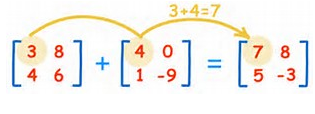 3+4=7
[3 8] + [4 0] = [7 8]
[4 6] [1 -9] [5 -3]